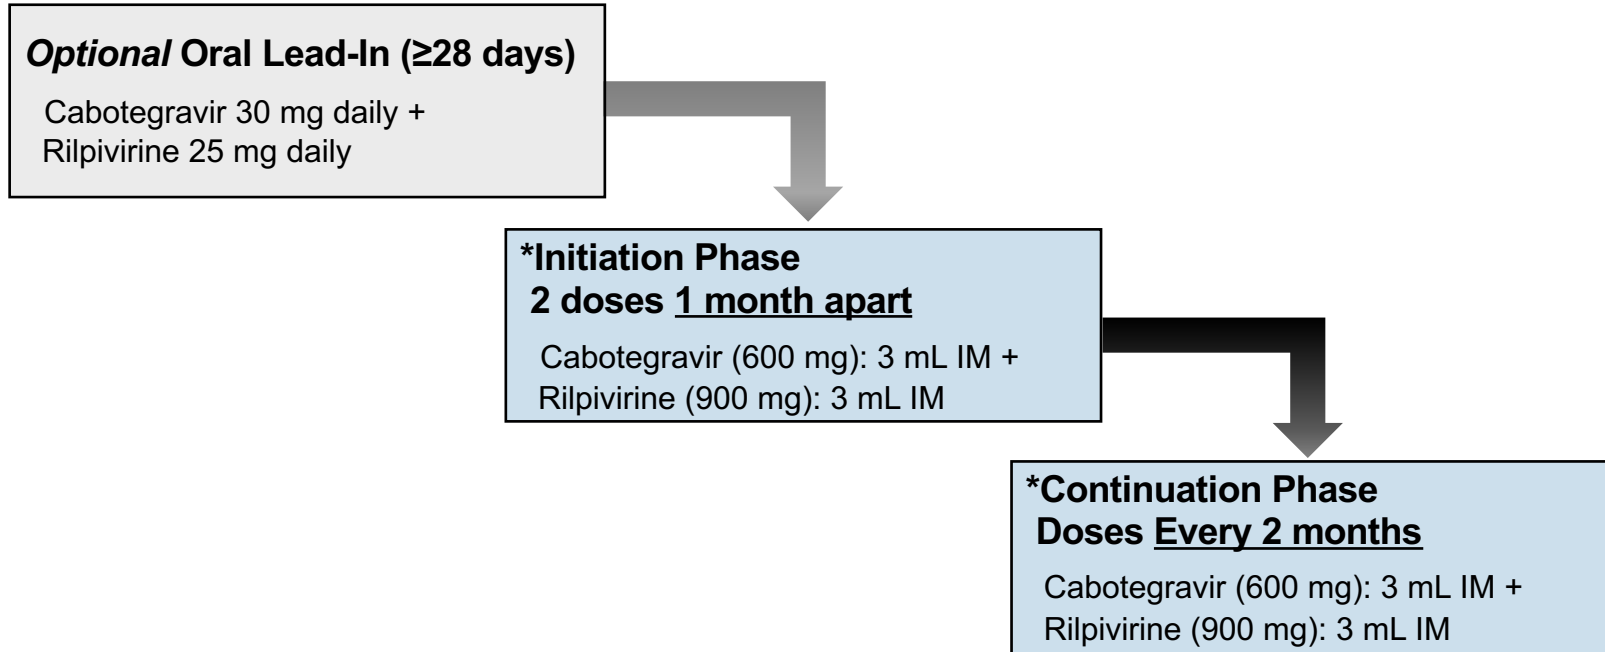 Optional Oral Lead-In (≥28 days)
Cabotegravir 30 mg daily +
Rilpivirine 25 mg daily
*Initiation Phase
2 doses 1 month apart
Cabotegravir (600 mg): 3 mL IM +
Rilpivirine (900 mg): 3 mL IM
*Continuation Phase
Doses Every 2 months
Cabotegravir (600 mg): 3 mL IM +
Rilpivirine (900 mg): 3 mL IM